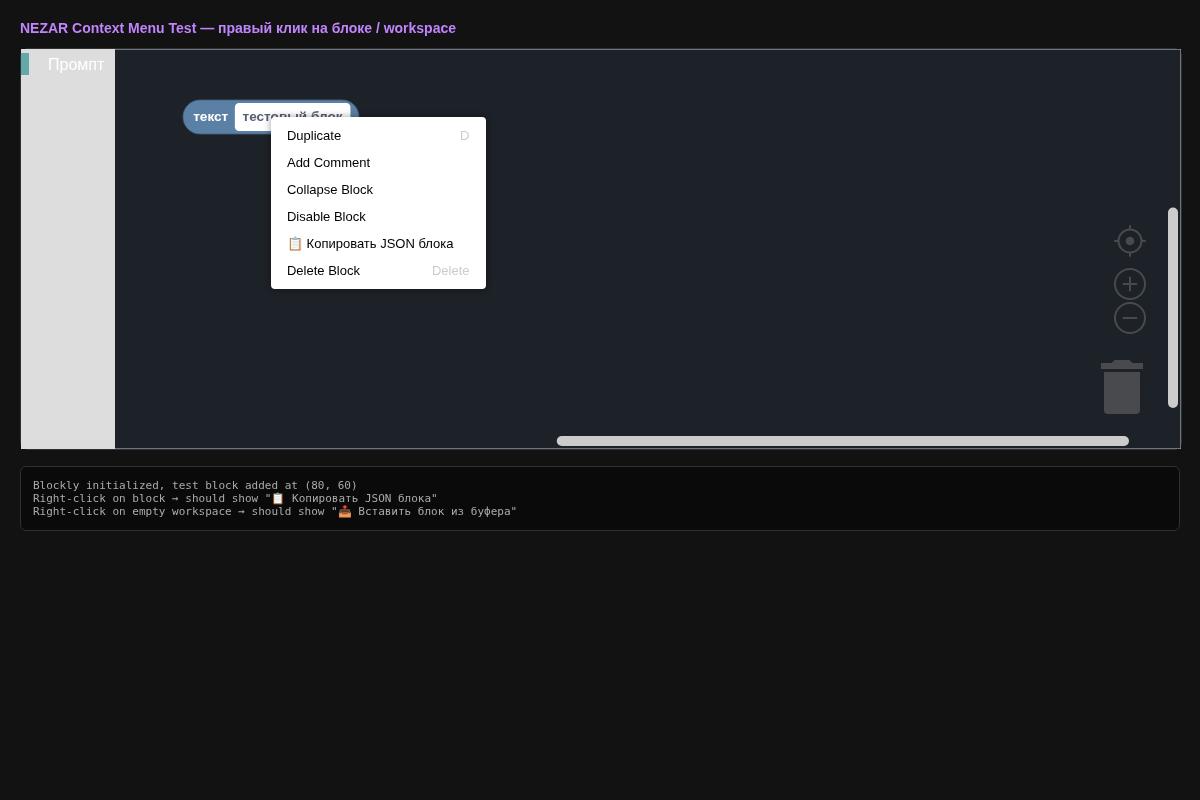 NEZAR Context Menu Test — правый клик на блоке / workspace
Промпт
текст тестовый блок
Duplicate D
Add Comment
Collapse Block
Disable Block
📋 Копировать JSON блока
Delete Block Delete
Blockly initialized, test block added at (80, 60)
Right-click on block → should show "📋 Копировать JSON блока"
Right-click on empty workspace → should show "📥 Вставить блок из буфера"